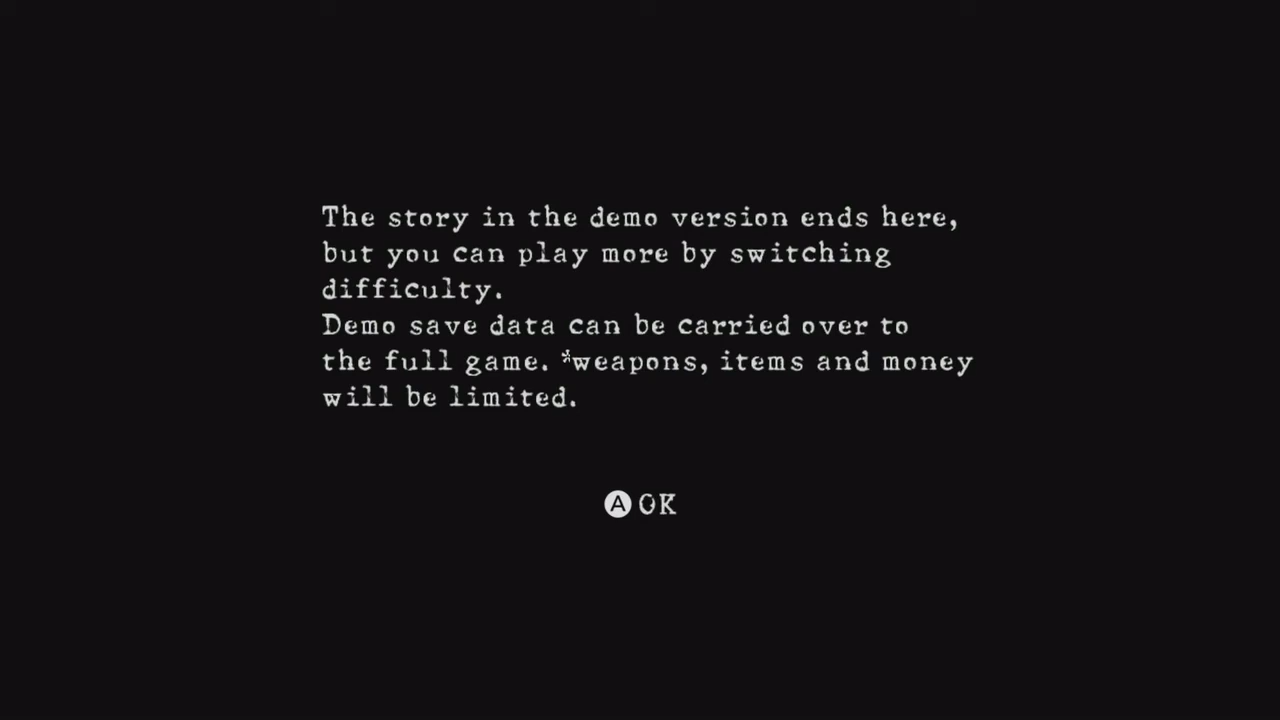 The story in the demo version ends here,
but you can play more by switching
difficulty.
Demo save data can be carried over to
the full game. *weapons, items and money
will be limited.
A OK